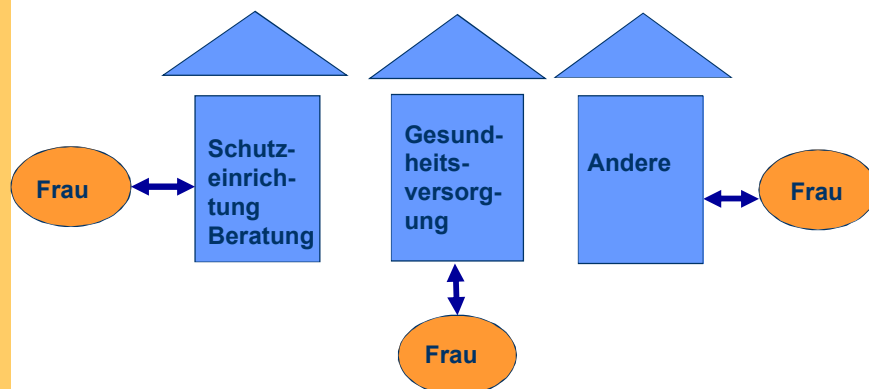 Frau
Schutz-
einrich-
tung
Beratung
Gesund-
heits-
versorg-
ung
Andere
Frau
Frau